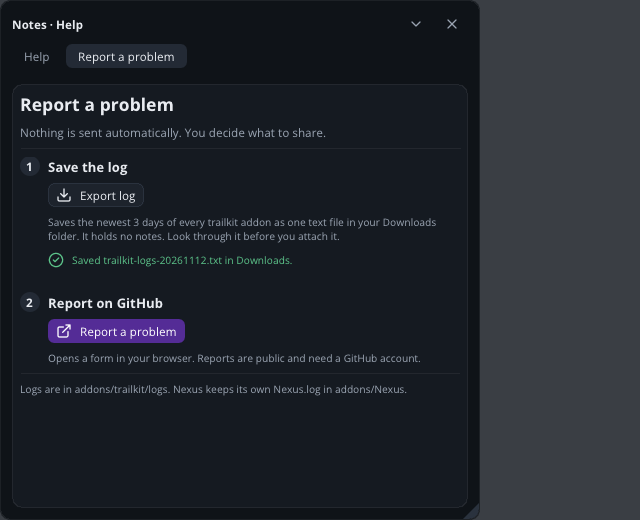 Notes · Help
Help
Report a problem
Report a problem
Nothing is sent automatically. You decide what to share.
1
Save the log
Export log
Saves the newest 3 days of every trailkit addon as one text file in your Downloads
folder. It holds no notes. Look through it before you attach it.
Saved trailkit-logs-20261112.txt in Downloads.
2
Report on GitHub
Report a problem
Opens a form in your browser. Reports are public and need a GitHub account.
Logs are in addons/trailkit/logs. Nexus keeps its own Nexus.log in addons/Nexus.